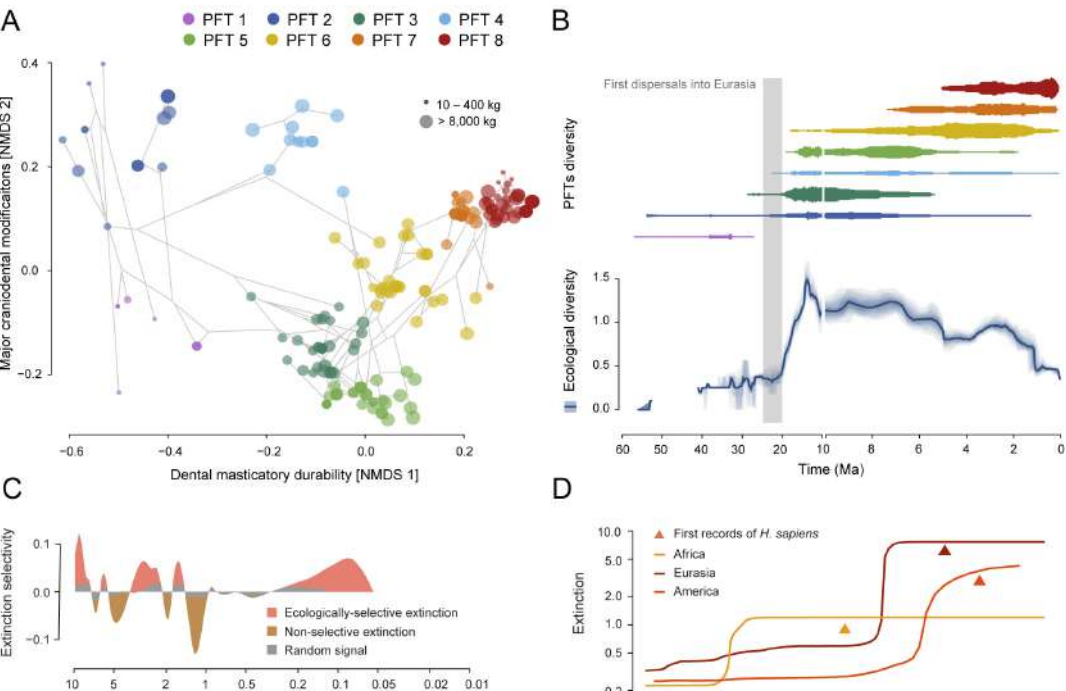 A
PFT 1 PFT 2 PFT 3 PFT 4
PFT 5 PFT 6 PFT 7 PFT 8
Major craniodental modificaitons [NMDS 2]
0.4
0.2
0.0
−0.2
10 – 400 kg
> 8,000 kg
−0.6 −0.4 −0.2 0.0 0.2
Dental masticatory durability [NMDS 1]
B
First dispersals into Eurasia
PFTs diversity
Ecological diversity
1.5
1.0
0.5
0.0
60 50 40 30 20 10 8 6 4 2 0
Time (Ma)
C
Extinction selectivity
0.1
0.0
−0.1
Ecologically-selective extinction
Non-selective extinction
Random signal
10 5 2 1 0.5 0.2 0.1 0.05 0.02 0.01
D
Extinction
10.0
5.0
2.0
1.0
0.5
0.2
First records of H. sapiens
Africa
Eurasia
America